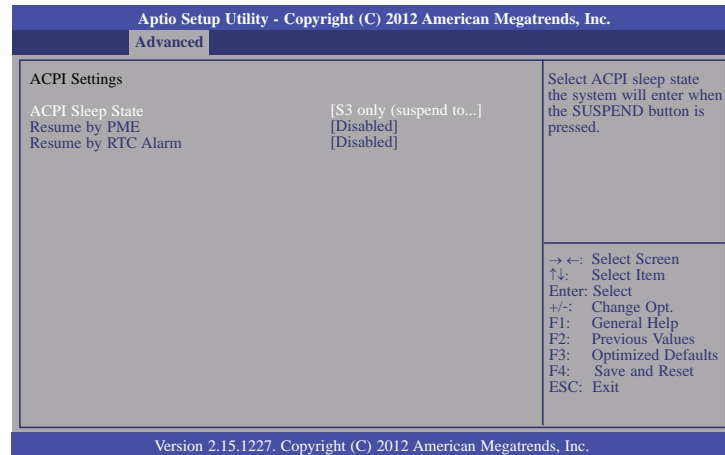 Aptio Setup Utility - Copyright (C) 2012 American Megatrends, Inc.
Advanced
ACPI Settings
ACPI Sleep State [S3 only (suspend to...]
Resume by PME [Disabled]
Resume by RTC Alarm [Disabled]
Select ACPI sleep state
the system will enter when
the SUSPEND button is
pressed.
→ ←: Select Screen
↑↓: Select Item
Enter: Select
+/-: Change Opt.
F1: General Help
F2: Previous Values
F3: Optimized Defaults
F4: Save and Reset
ESC: Exit
Version 2.15.1227. Copyright (C) 2012 American Megatrends, Inc.